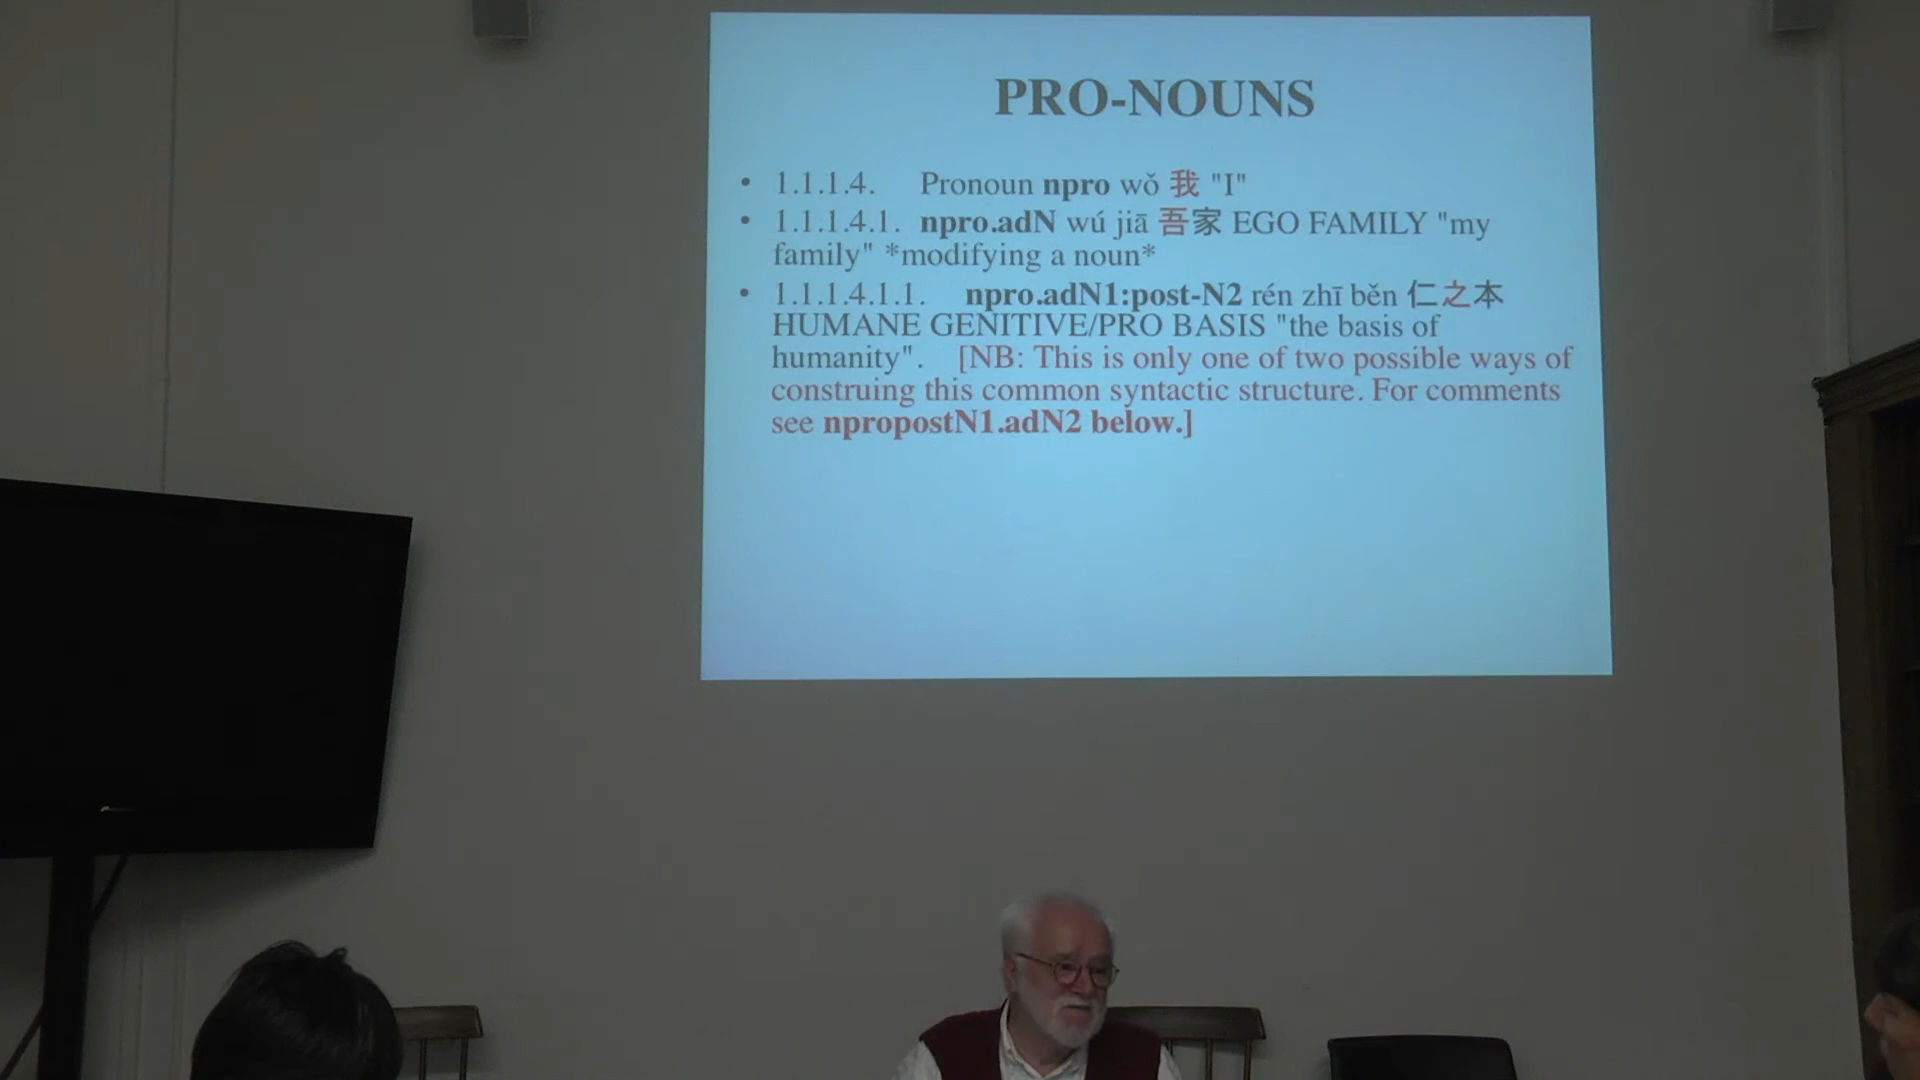 PRO-NOUNS
• 1.1.1.4. Pronoun npro wǒ 我 "I"
• 1.1.1.4.1. npro.adN wú jiā 吾家 EGO FAMILY "my
family" *modifying a noun*
• 1.1.1.4.1.1. npro.adN1:post-N2 rén zhī běn 仁之本
HUMANE GENITIVE/PRO BASIS "the basis of
humanity". [NB: This is only one of two possible ways of
construing this common syntactic structure. For comments
see npropostN1.adN2 below.]